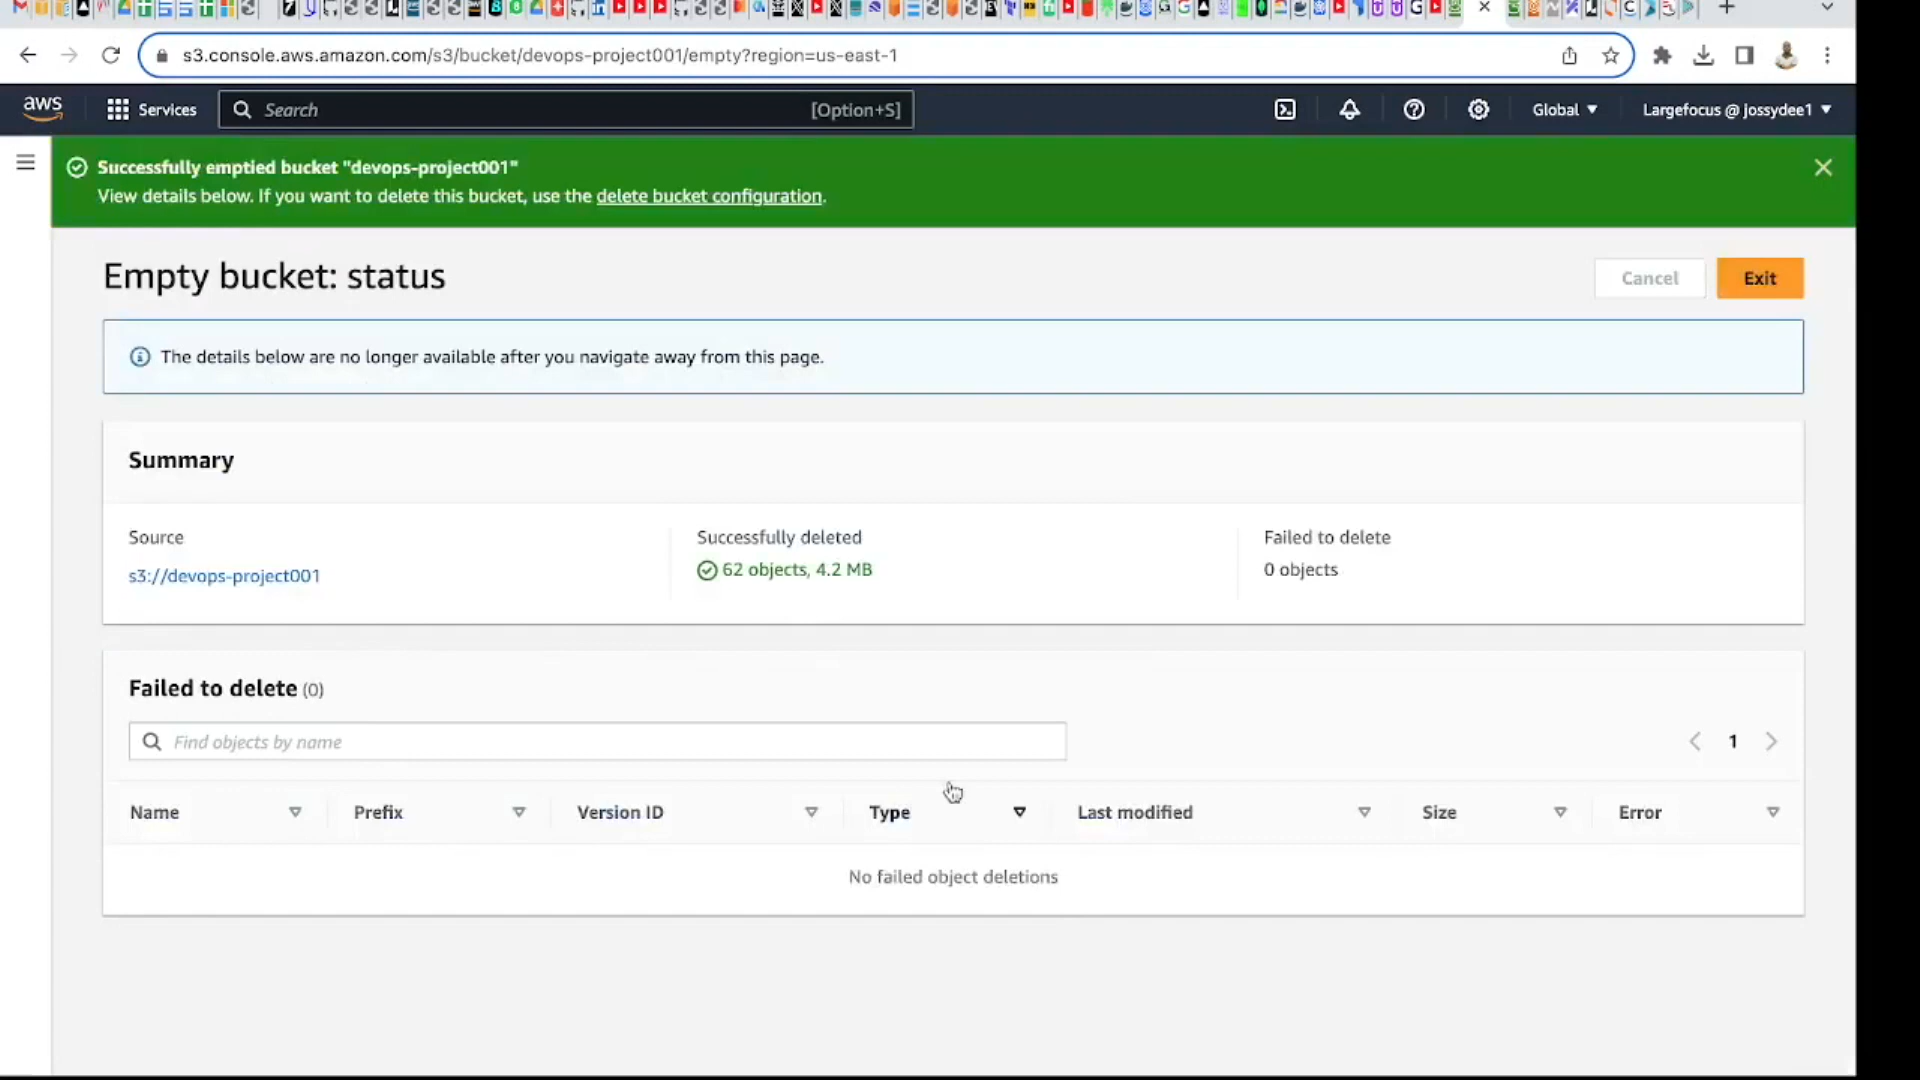 s3.console.aws.amazon.com/s3/bucket/devops-project001/empty?region=us-east-1
aws Services Search [Option+S] Global Largefocus @ jossydee1
Successfully emptied bucket "devops-project001"
View details below. If you want to delete this bucket, use the delete bucket configuration.
Empty bucket: status
Cancel Exit
The details below are no longer available after you navigate away from this page.
Summary
Source Successfully deleted Failed to delete
s3://devops-project001 62 objects, 4.2 MB 0 objects
Failed to delete (0)
Find objects by name 1
Name Prefix Version ID Type Last modified Size Error
No failed object deletions